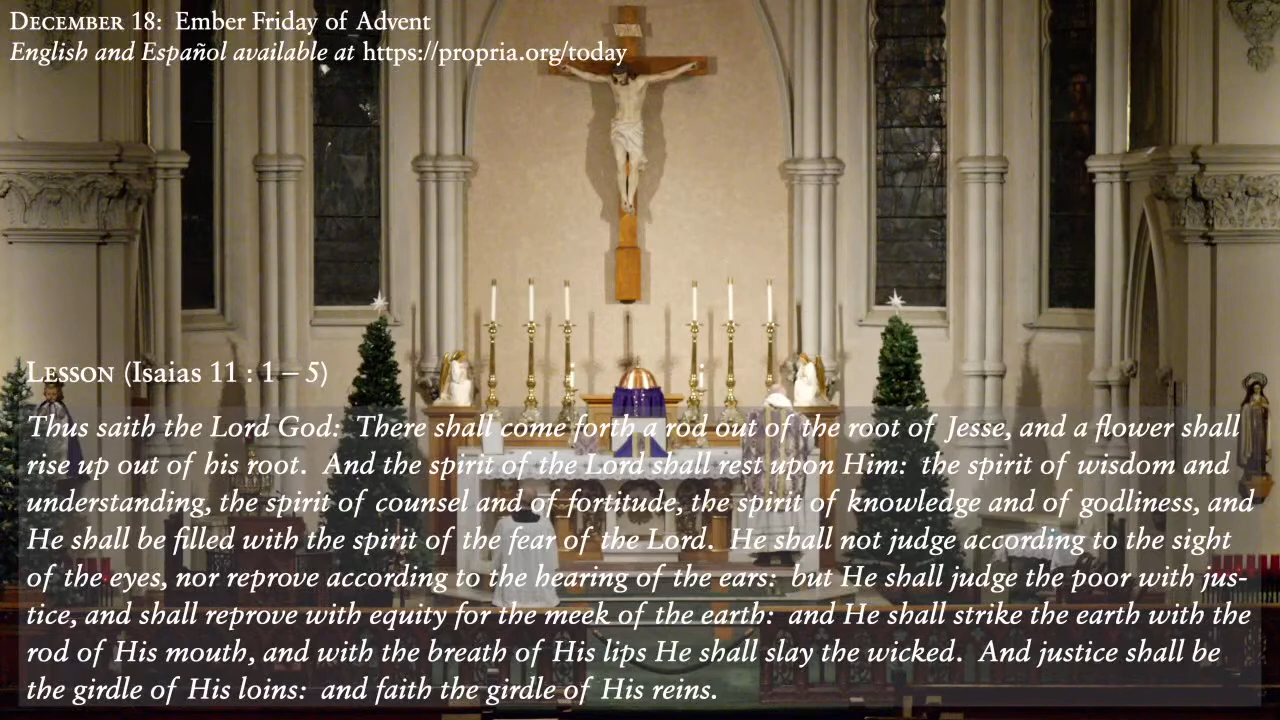 DECEMBER 18: Ember Friday of Advent
English and Español available at https://propria.org/today
LESSON (Isaias 11 : 1 – 5)
Thus saith the Lord God: There shall come forth a rod out of the root of Jesse, and a flower shall
rise up out of his root. And the spirit of the Lord shall rest upon Him: the spirit of wisdom and
understanding, the spirit of counsel and of fortitude, the spirit of knowledge and of godliness, and
He shall be filled with the spirit of the fear of the Lord. He shall not judge according to the sight
of the eyes, nor reprove according to the hearing of the ears: but He shall judge the poor with jus-
tice, and shall reprove with equity for the meek of the earth: and He shall strike the earth with the
rod of His mouth, and with the breath of His lips He shall slay the wicked. And justice shall be
the girdle of His loins: and faith the girdle of His reins.